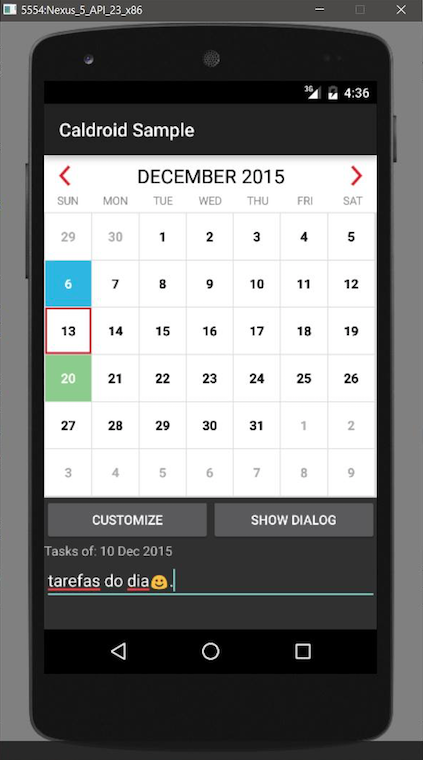 5554:Nexus_5_API_23_x86
3G 4:36
Caldroid Sample
DECEMBER 2015
SUN MON TUE WED THU FRI SAT
29 30 1 2 3 4 5
6 7 8 9 10 11 12
13 14 15 16 17 18 19
20 21 22 23 24 25 26
27 28 29 30 31 1 2
3 4 5 6 7 8 9
CUSTOMIZE SHOW DIALOG
Tasks of: 10 Dec 2015
tarefas do dia😃.